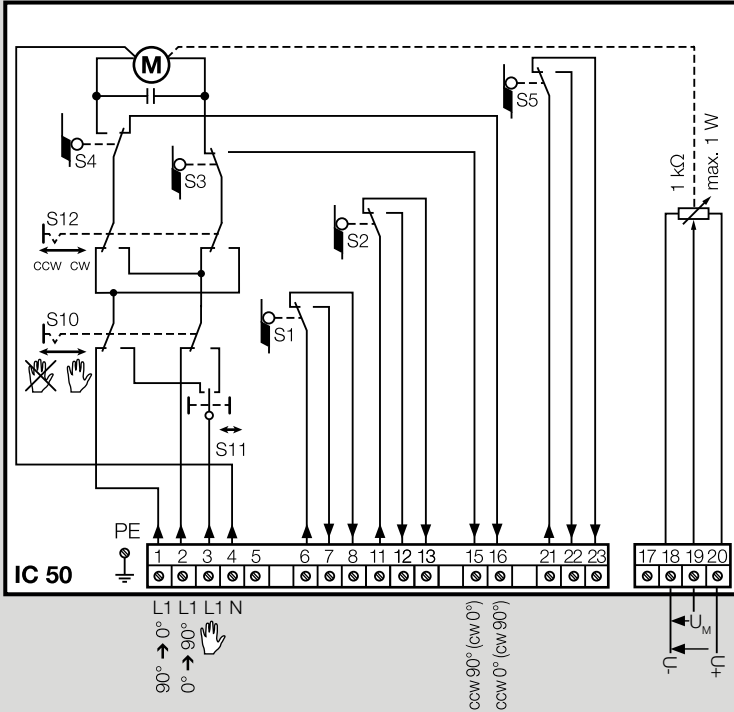 M
S5
S4
S3
1 kΩ
max. 1 W
S12
ccw cw
S2
S10
S1
S11
PE
1 2 3 4 5 6 7 8 11 12 13 15 16 21 22 23 17 18 19 20
IC 50
L1 L1 L1 N
90° → 0°
0° → 90°
ccw 90° (cw 0°)
ccw 0° (cw 90°)
UM
-U
U+